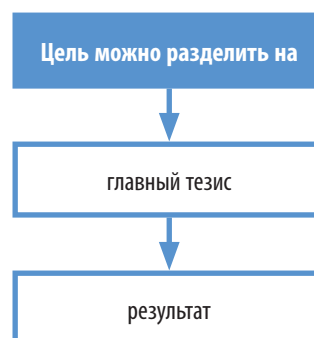 Цель можно разделить на
главный тезис
результат